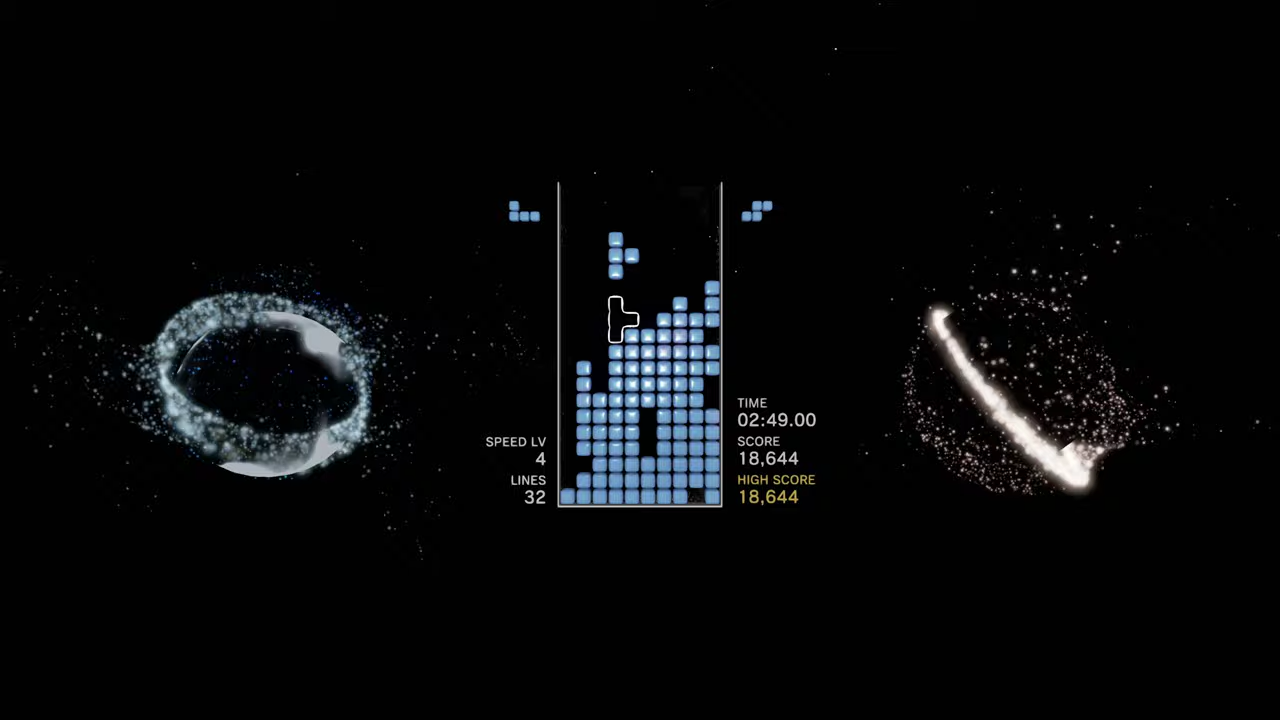 SPEED LV
4
LINES
32
TIME
02:49.00
SCORE
18,644
HIGH SCORE
18,644